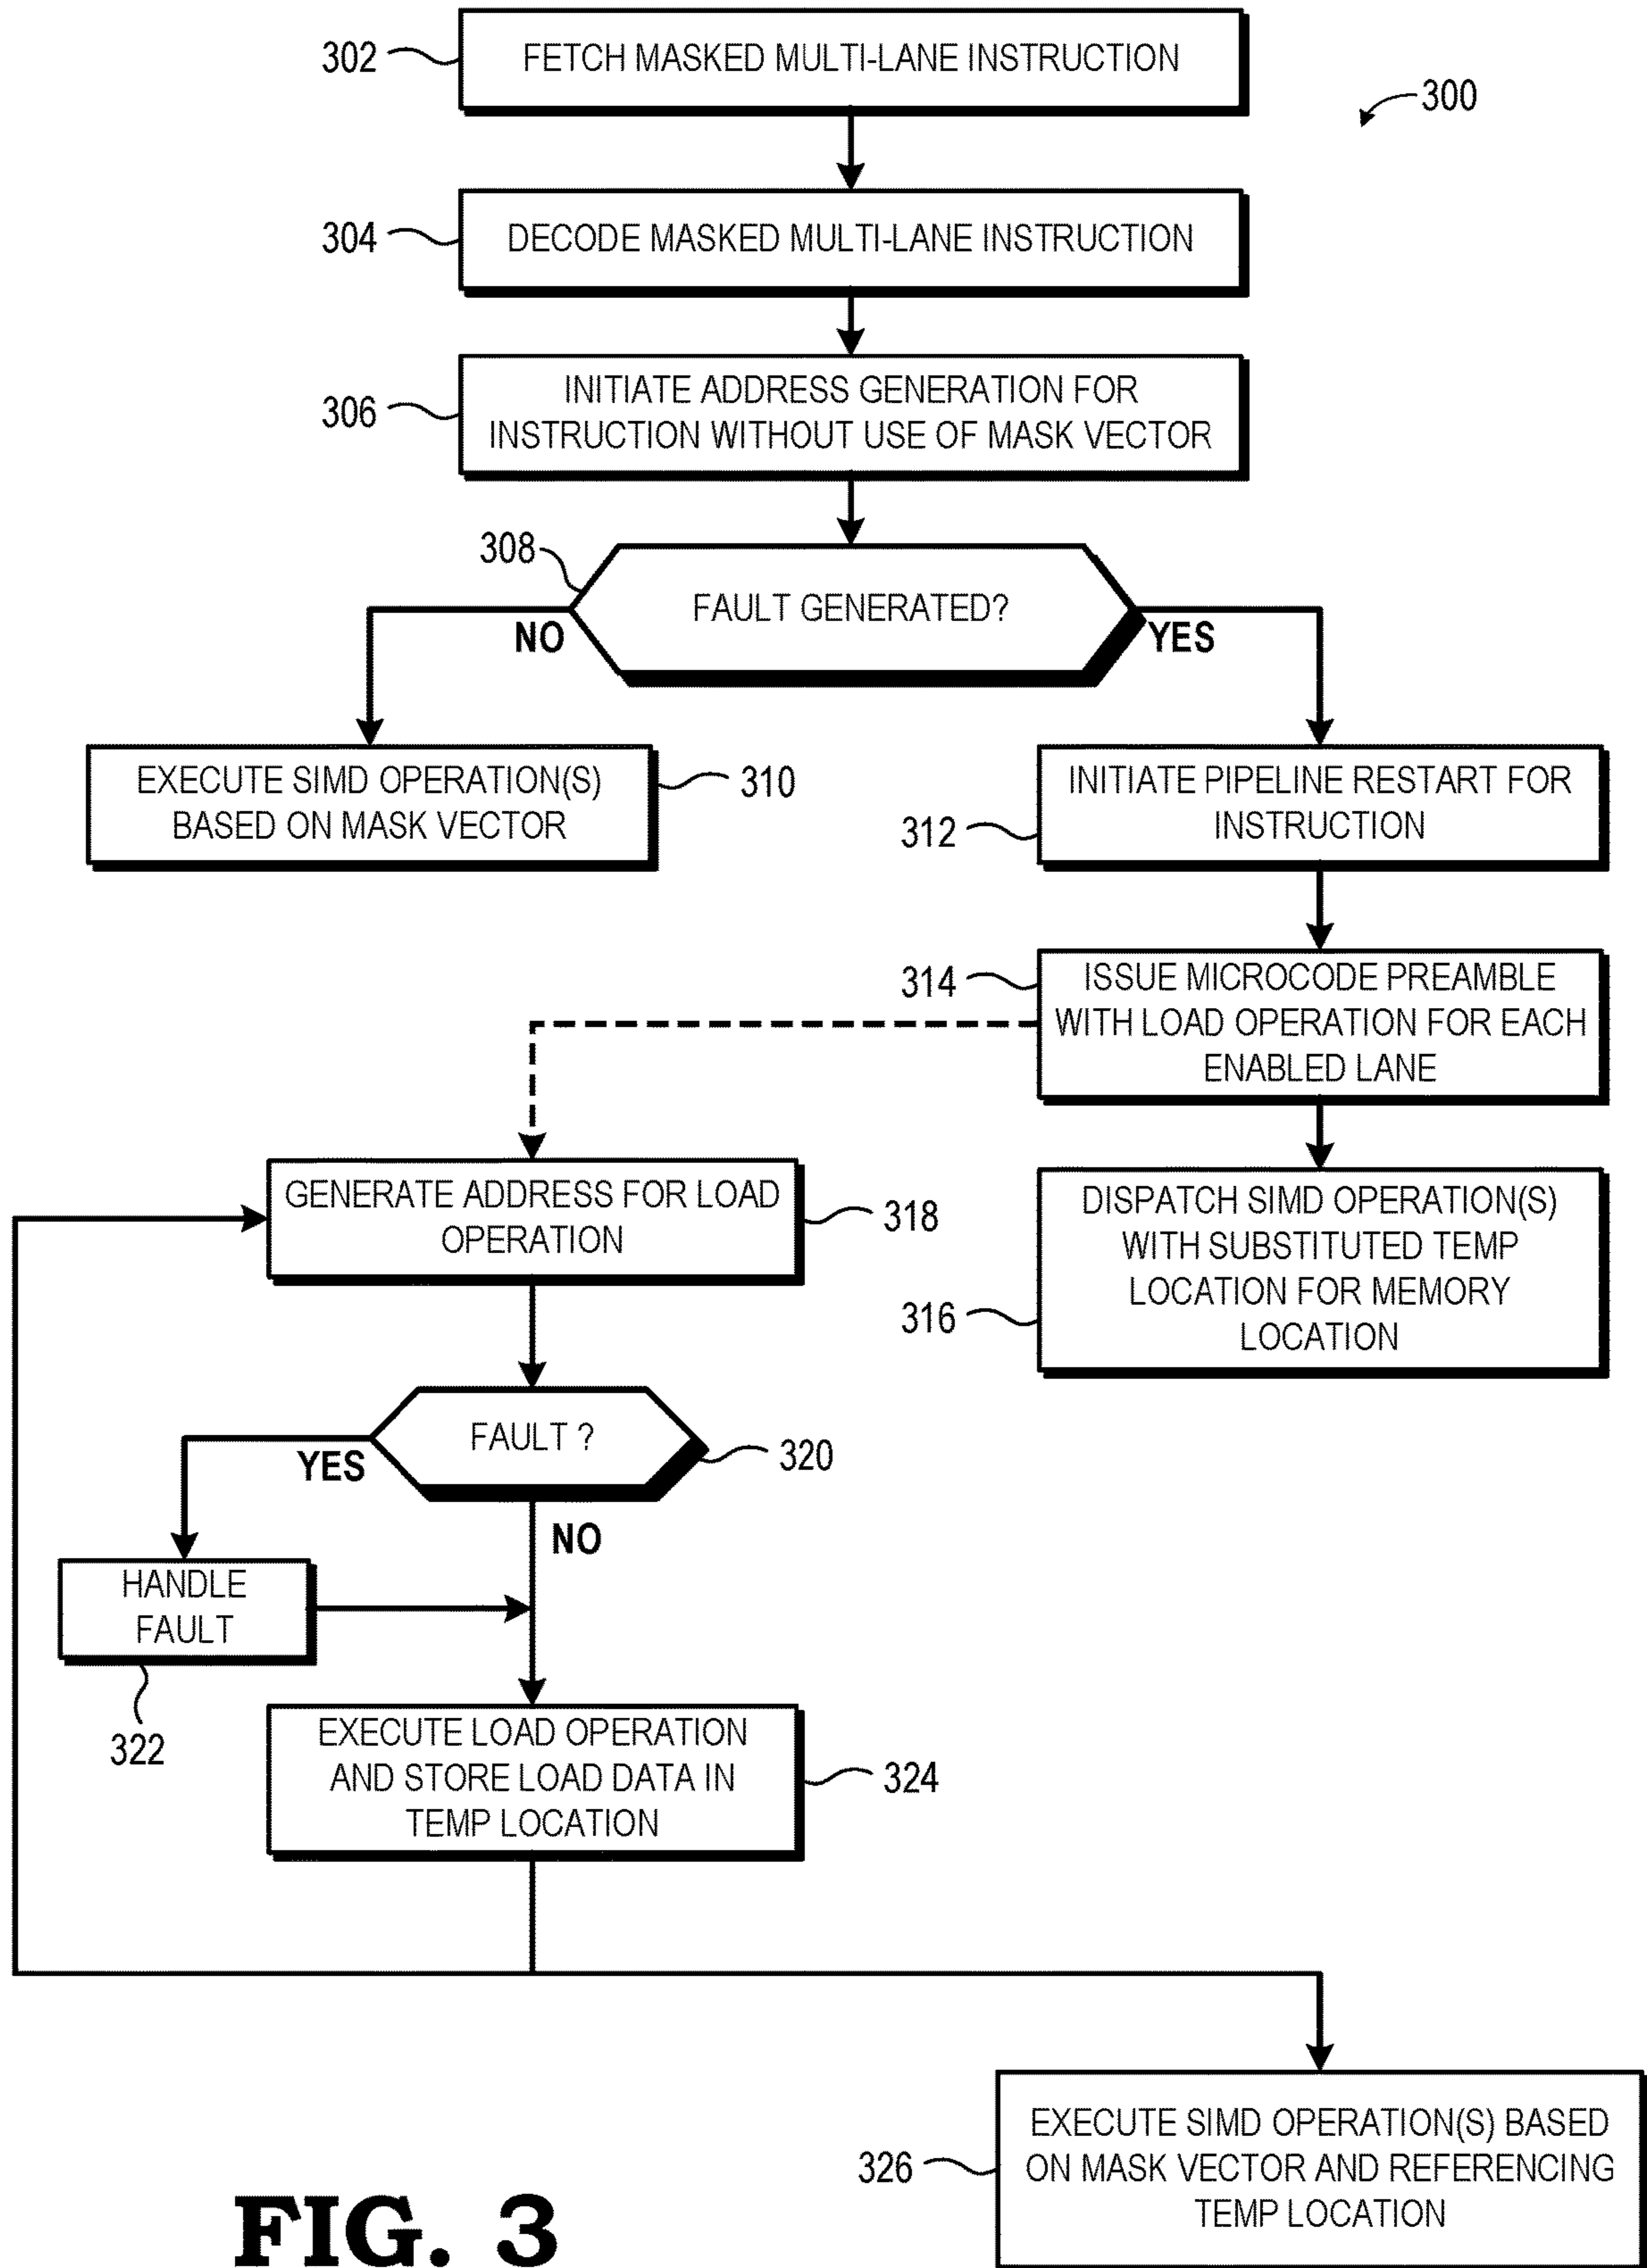 302
FETCH MASKED MULTI-LANE INSTRUCTION
300
304
DECODE MASKED MULTI-LANE INSTRUCTION
306
INITIATE ADDRESS GENERATION FOR
INSTRUCTION WITHOUT USE OF MASK VECTOR
308
FAULT GENERATED?
NO
YES
EXECUTE SIMD OPERATION(S)
BASED ON MASK VECTOR
310
312
INITIATE PIPELINE RESTART FOR
INSTRUCTION
314
ISSUE MICROCODE PREAMBLE
WITH LOAD OPERATION FOR EACH
ENABLED LANE
316
DISPATCH SIMD OPERATION(S)
WITH SUBSTITUTED TEMP
LOCATION FOR MEMORY
LOCATION
GENERATE ADDRESS FOR LOAD
OPERATION
318
FAULT ?
320
YES
NO
HANDLE
FAULT
322
EXECUTE LOAD OPERATION
AND STORE LOAD DATA IN
TEMP LOCATION
324
326
EXECUTE SIMD OPERATION(S) BASED
ON MASK VECTOR AND REFERENCING
TEMP LOCATION
FIG. 3